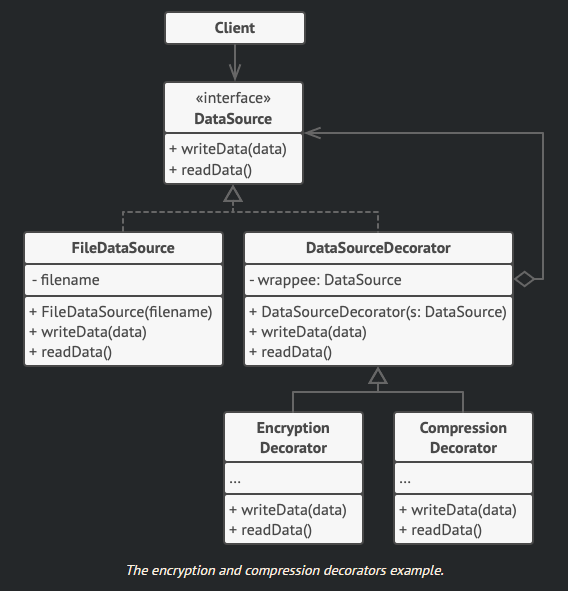 Client
«interface»
DataSource
+ writeData(data)
+ readData()
FileDataSource
- filename
+ FileDataSource(filename)
+ writeData(data)
+ readData()
DataSourceDecorator
- wrappee: DataSource
+ DataSourceDecorator(s: DataSource)
+ writeData(data)
+ readData()
Encryption
Decorator
...
+ writeData(data)
+ readData()
Compression
Decorator
...
+ writeData(data)
+ readData()
The encryption and compression decorators example.